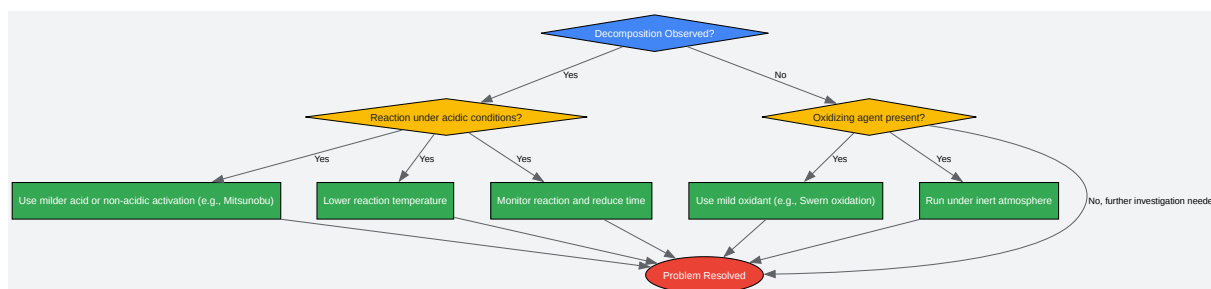 Decomposition Observed?
Yes
No
Reaction under acidic conditions?
Oxidizing agent present?
Yes
Yes
Yes
Yes
Yes
Use milder acid or non-acidic activation (e.g., Mitsunobu)
Lower reaction temperature
Monitor reaction and reduce time
Use mild oxidant (e.g., Swern oxidation)
Run under inert atmosphere
No, further investigation neede
Problem Resolved